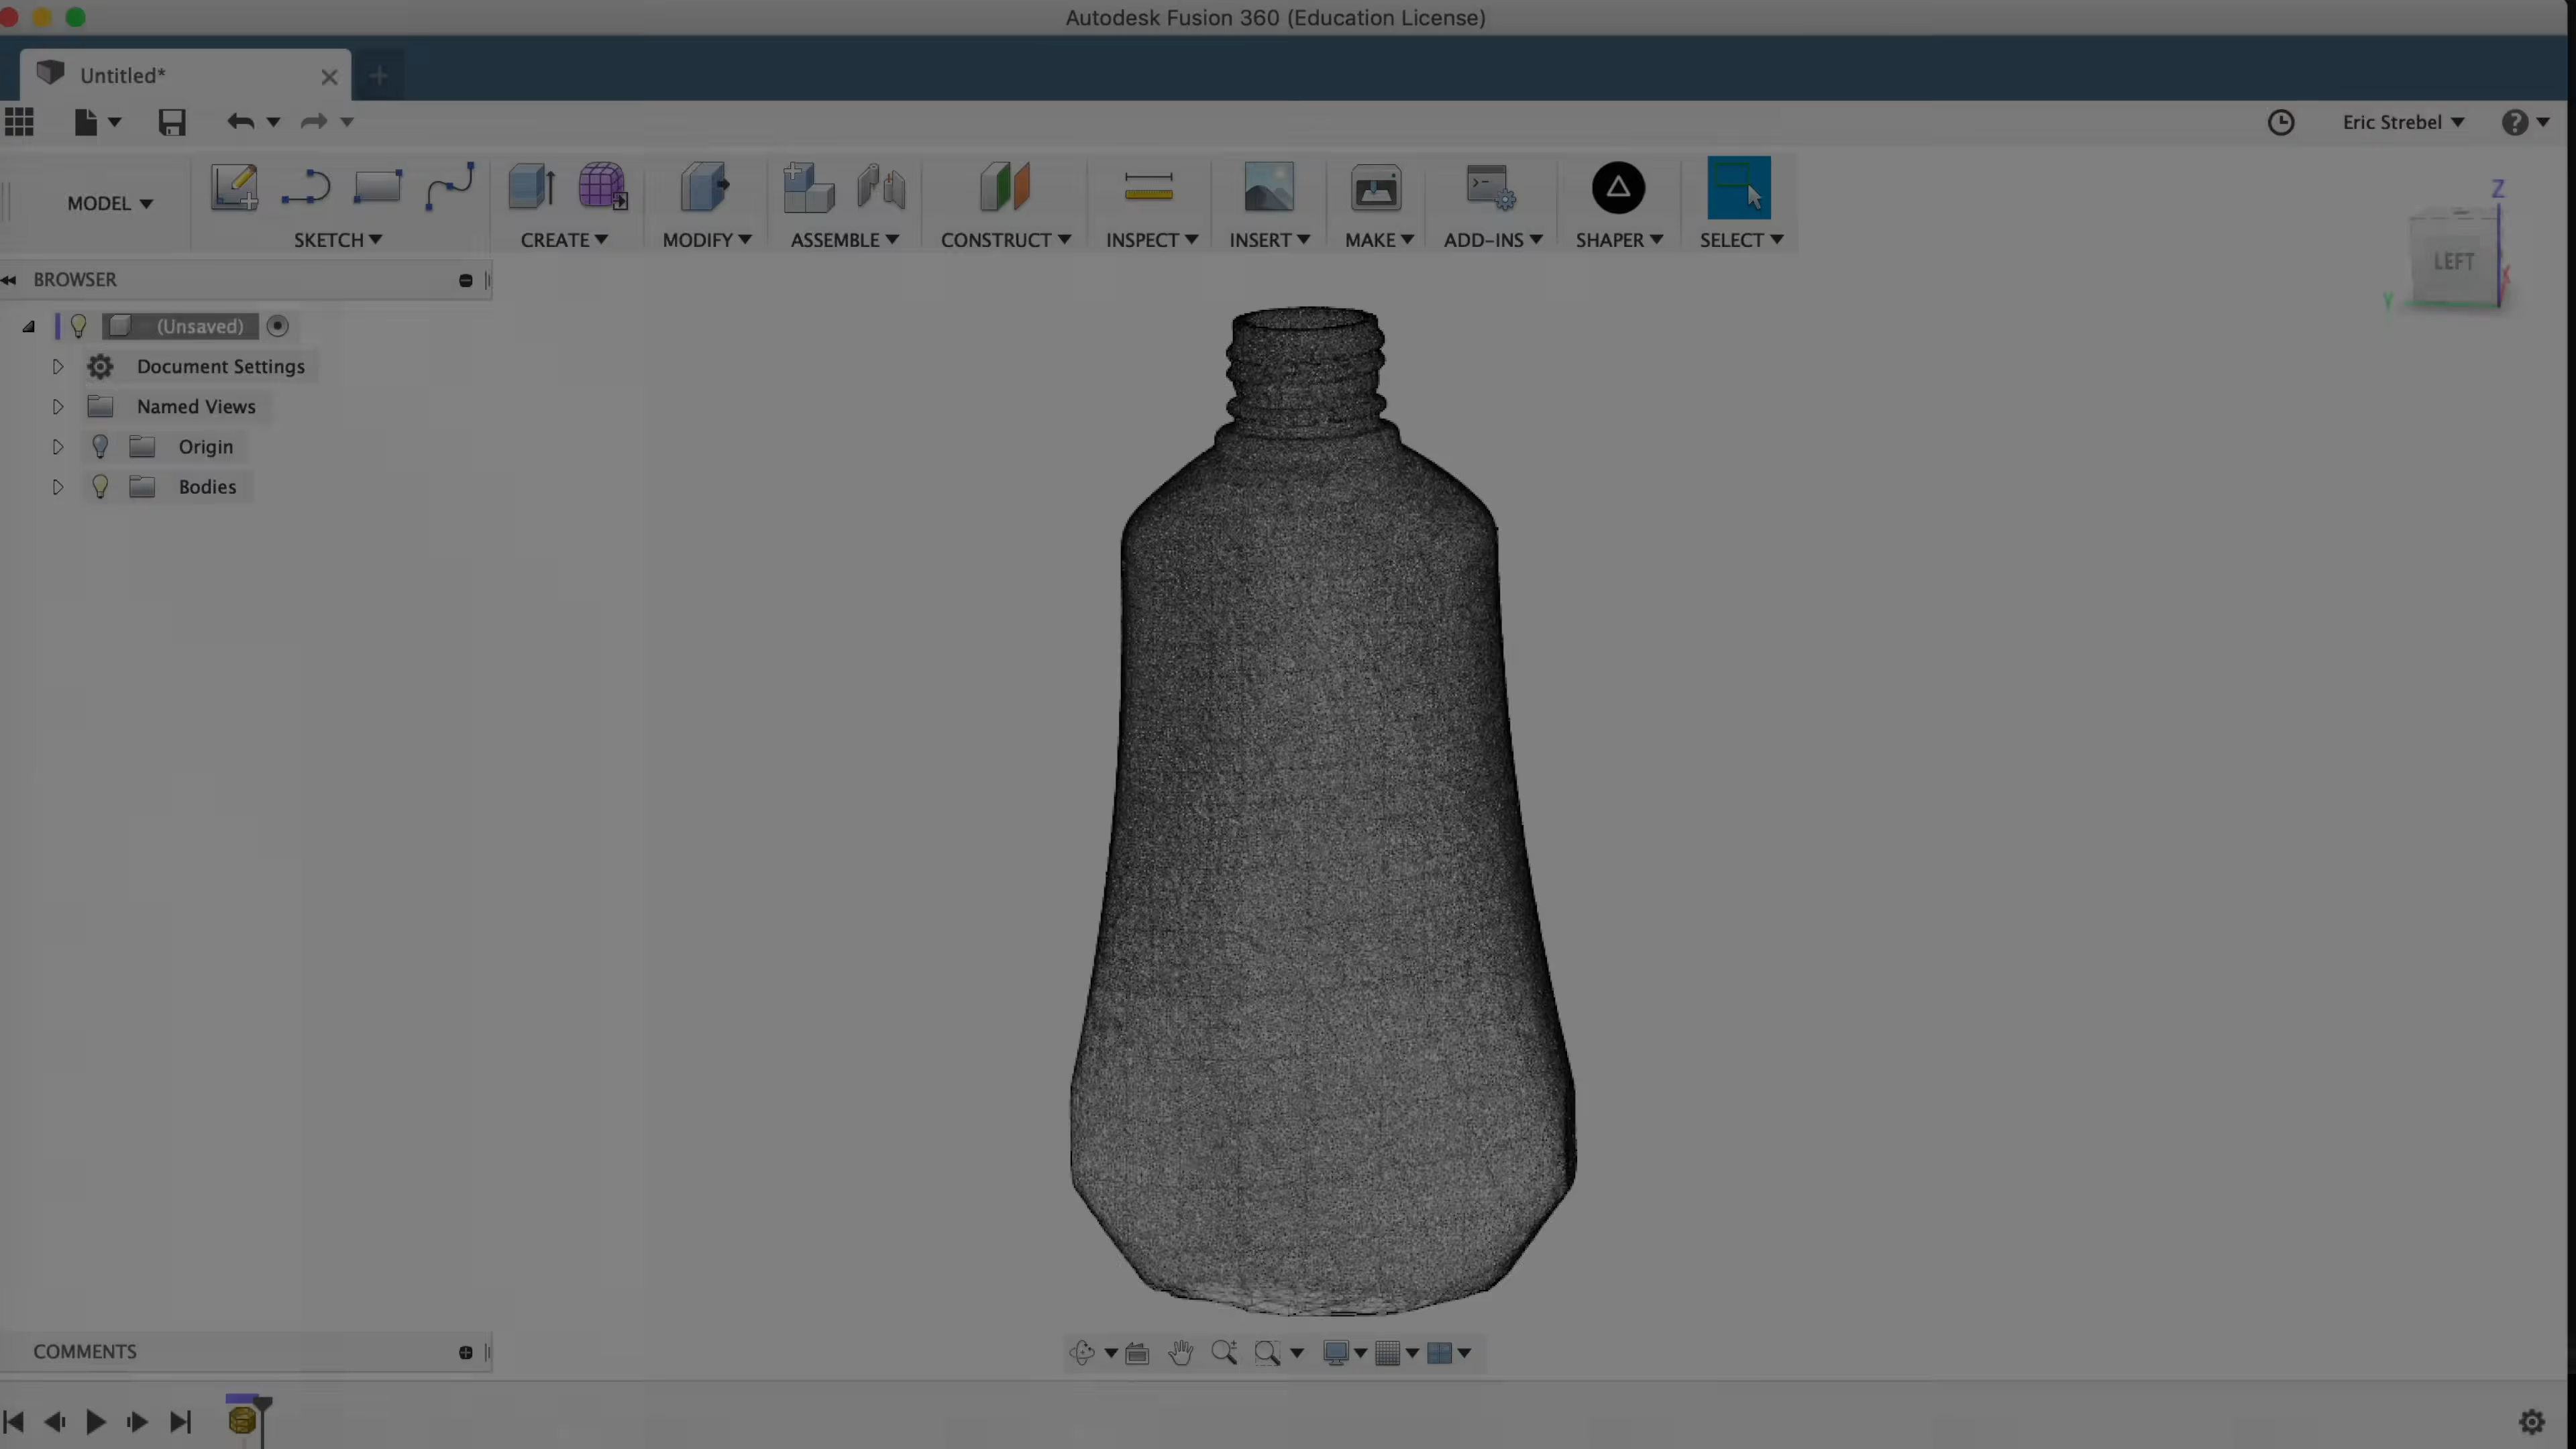 Autodesk Fusion 360 (Education License)
Untitled*
Eric Strebel
MODEL
SKETCH
CREATE
MODIFY
ASSEMBLE
CONSTRUCT
INSPECT
INSERT
MAKE
ADD-INS
SHAPER
SELECT
Z
LEFT
X
Y
BROWSER
(Unsaved)
Document Settings
Named Views
Origin
Bodies
COMMENTS